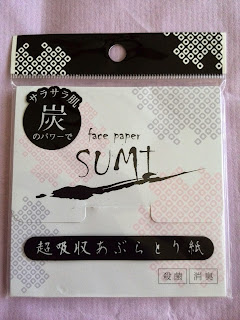 サラサラ肌
炭
のパワーで
face paper
SUMI
超吸収あぶらとり紙
殺菌 消臭